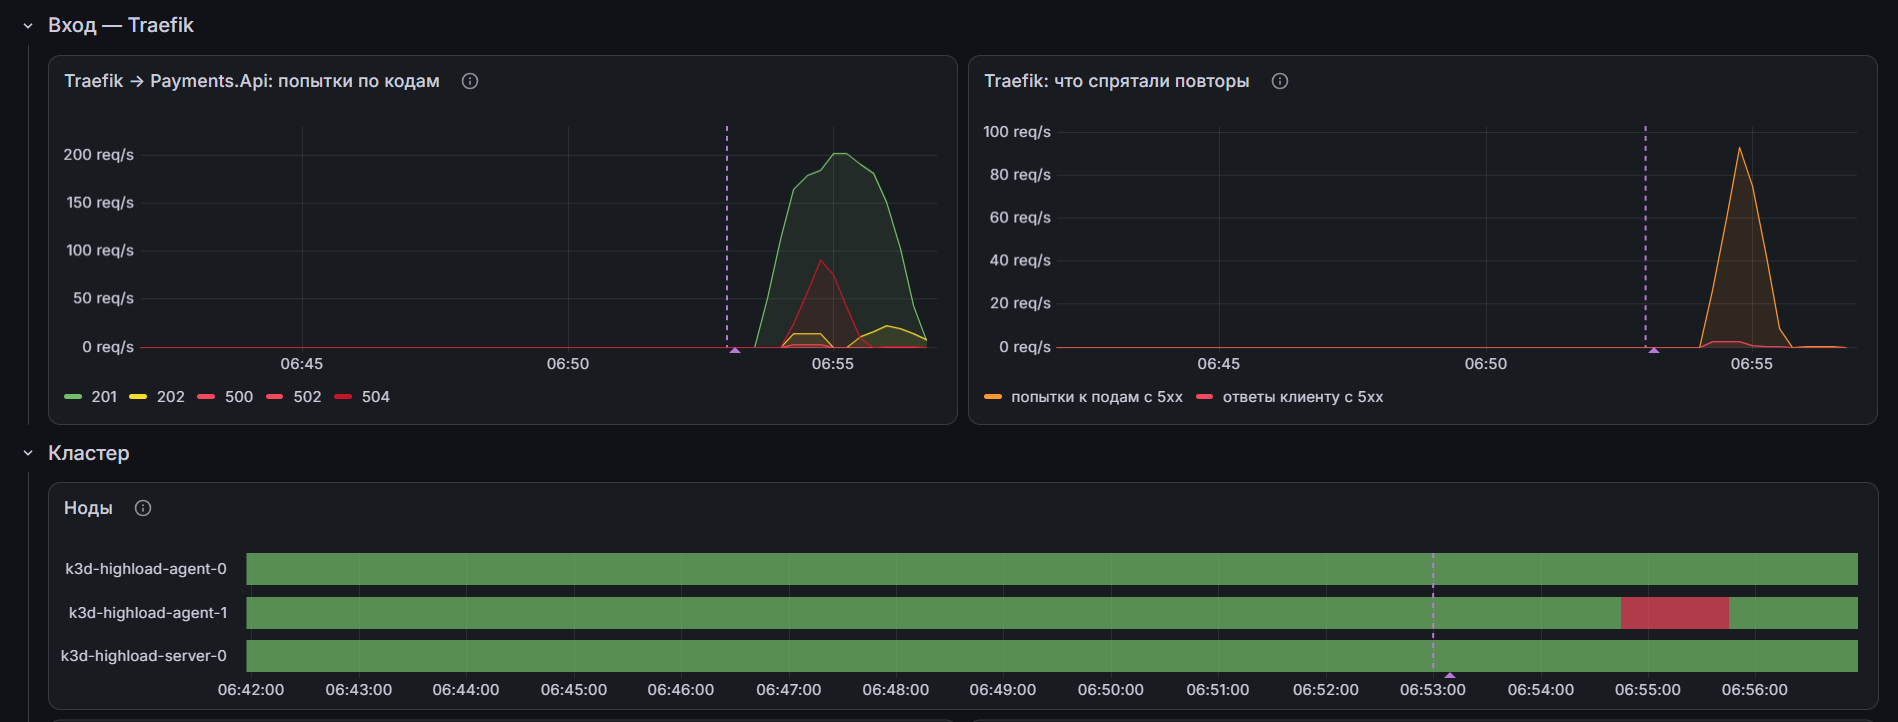 Вход — Traefik
Traefik → Payments.Api: попытки по кодам
200 req/s
150 req/s
100 req/s
50 req/s
0 req/s
06:45 06:50 06:55
201 202 500 502 504
Traefik: что спрятали повторы
100 req/s
80 req/s
60 req/s
40 req/s
20 req/s
0 req/s
06:45 06:50 06:55
попытки к подам с 5xx ответы клиенту с 5xx
Кластер
Ноды
k3d-highload-agent-0
k3d-highload-agent-1
k3d-highload-server-0
06:42:00 06:43:00 06:44:00 06:45:00 06:46:00 06:47:00 06:48:00 06:49:00 06:50:00 06:51:00 06:52:00 06:53:00 06:54:00 06:55:00 06:56:00